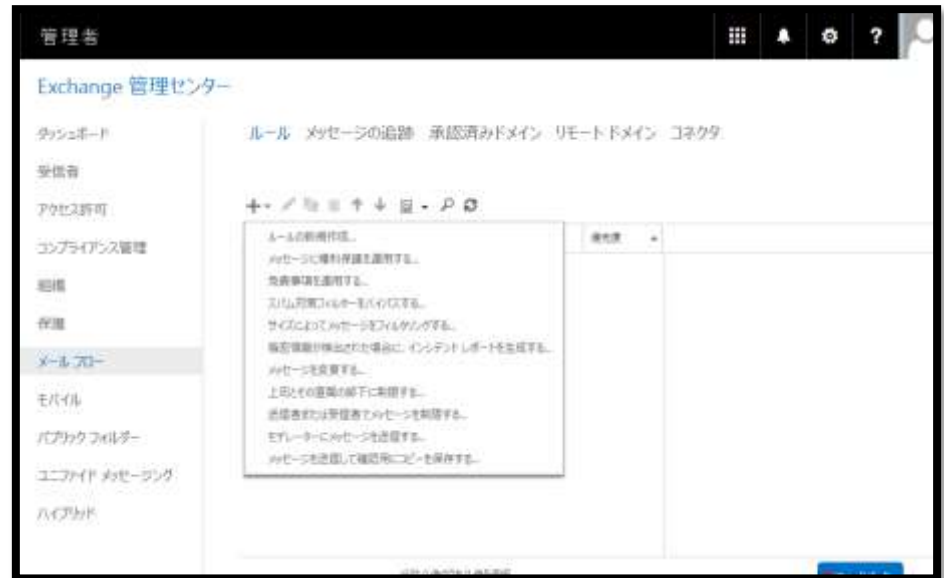 管理者
?
Exchange 管理センター
ダッシュボード
受信者
アクセス許可
コンプライアンス管理
組織
保護
メール フロー
モバイル
パブリック フォルダー
ユニファイド メッセージング
ハイブリッド
ルール メッセージの追跡 承認済みドメイン リモート ドメイン コネクタ
ルールの新規作成...
メッセージに権利保護を適用する...
免責事項を適用する...
スパム対策フィルターをバイパスする...
サイズによってメッセージをフィルタリングする...
機密情報が検出された場合に、インシデント レポートを生成する...
メッセージを変更する...
上司とその直属の部下に制限する...
送信者または受信者でメッセージを制限する...
モデレーターにメッセージを送信する...
メッセージを送信して確認用にコピーを保存する...
優先度